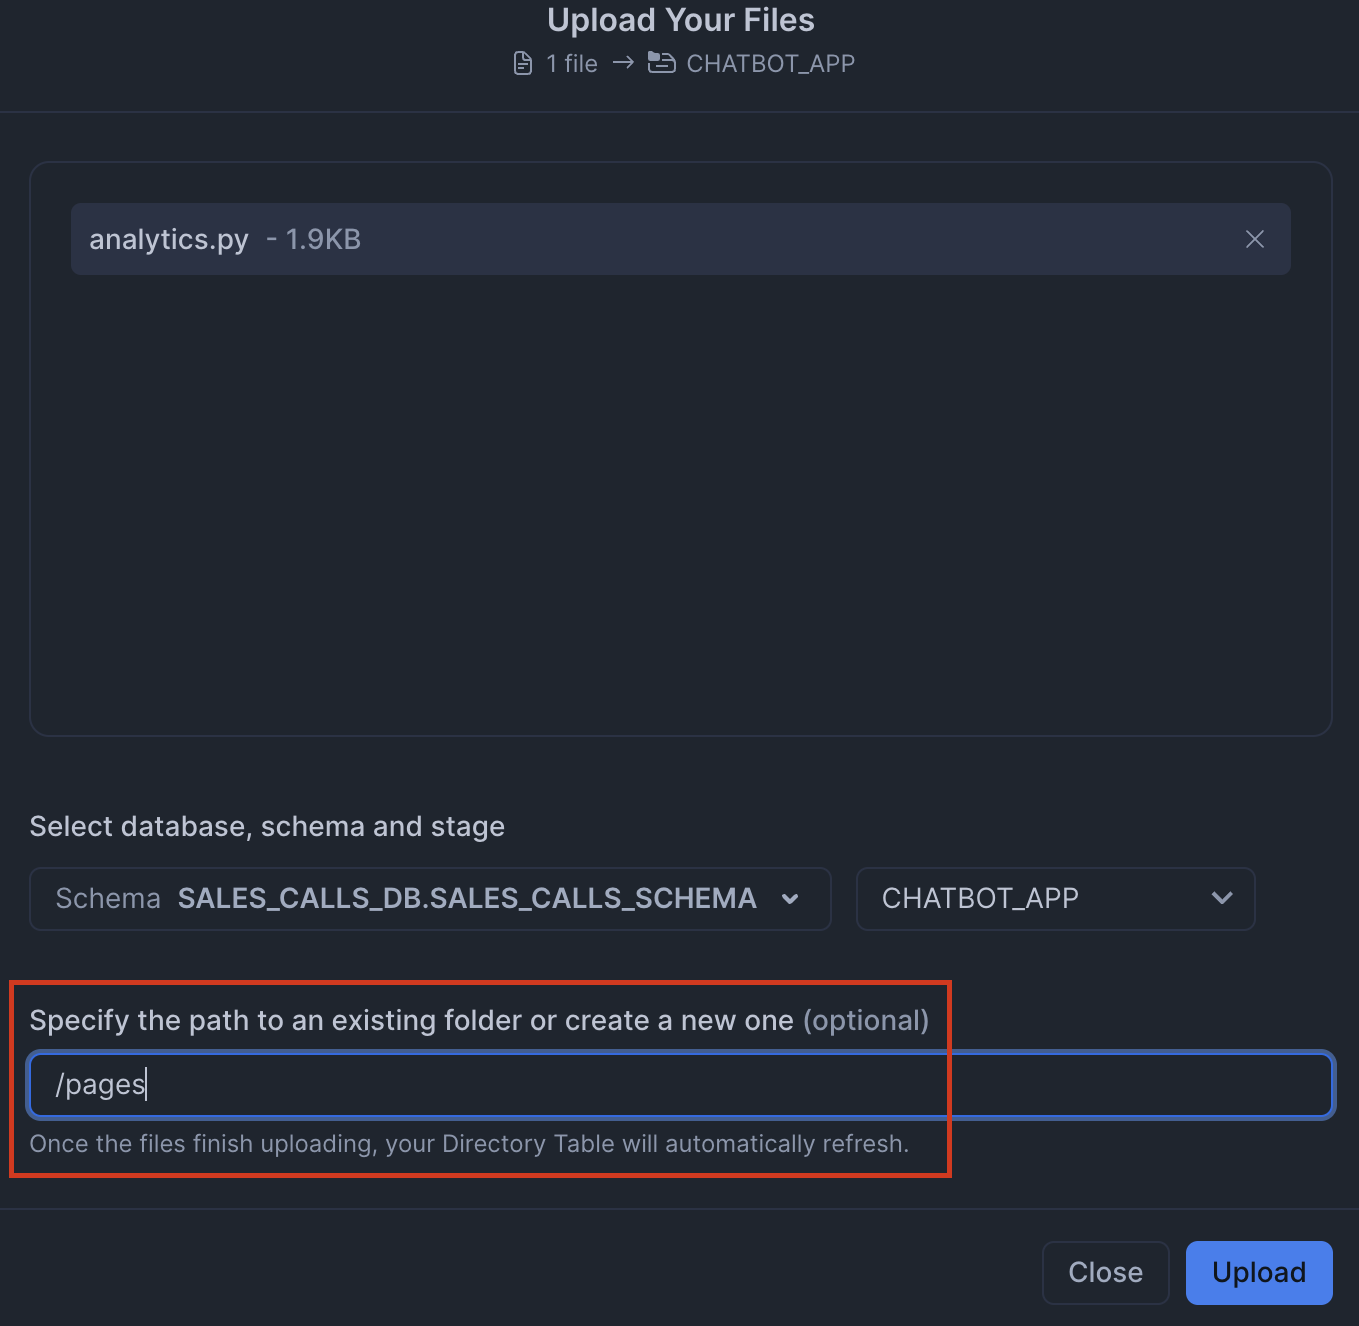 Upload Your Files
1 file → CHATBOT_APP
analytics.py - 1.9KB
Select database, schema and stage
Schema SALES_CALLS_DB.SALES_CALLS_SCHEMA CHATBOT_APP
Specify the path to an existing folder or create a new one (optional)
/pages
Once the files finish uploading, your Directory Table will automatically refresh.
Close Upload